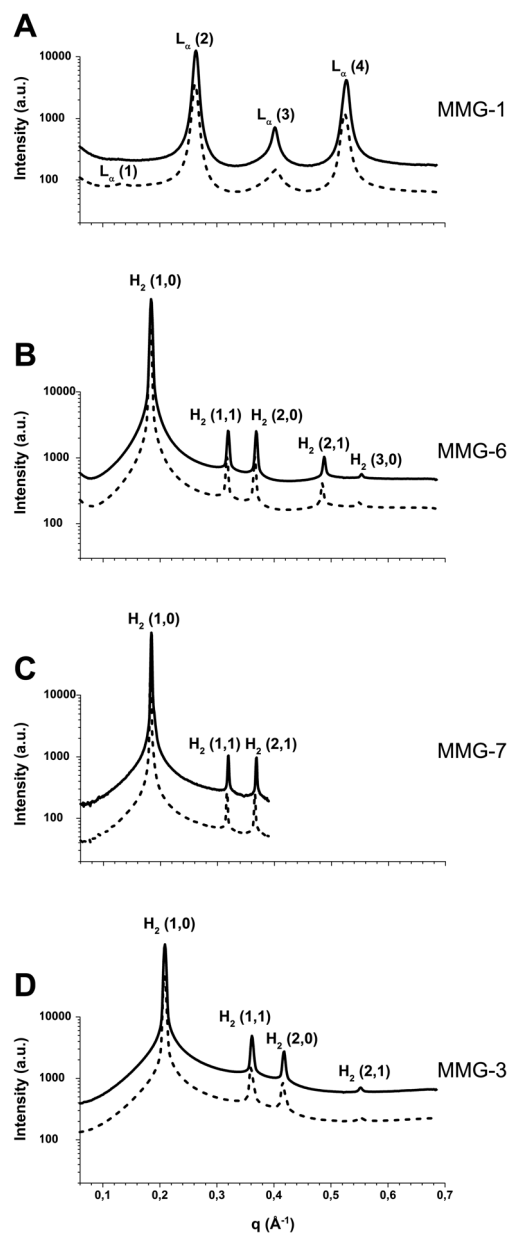 A
Lα (2)
Lα (4)
Lα (3)
Lα (1)
MMG-1
Intensity (a.u.)
10000
1000
100
B
H2 (1,0)
H2 (1,1)
H2 (2,0)
H2 (2,1)
H2 (3,0)
MMG-6
Intensity (a.u.)
10000
1000
100
C
H2 (1,0)
H2 (1,1)
H2 (2,1)
MMG-7
Intensity (a.u.)
10000
1000
100
D
H2 (1,0)
H2 (1,1)
H2 (2,0)
H2 (2,1)
MMG-3
Intensity (a.u.)
10000
1000
100
0,1 0,2 0,3 0,4 0,5 0,6 0,7
q (Å-1)